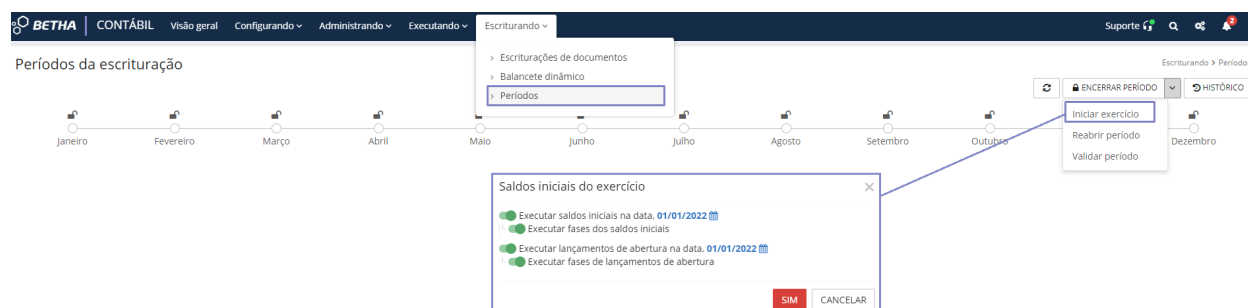 BETHA CONTÁBIL Visão geral Configurando Administrando Executando Escriturando Suporte 2
Períodos da escrituração
Escriturações de documentos
Balancete dinâmico
Períodos
Escriturando > Período
ENCERRAR PERÍODO HISTÓRICO
Iniciar exercício
Reabrir período
Validar período
Janeiro Fevereiro Março Abril Maio Junho Julho Agosto Setembro Outubro Dezembro
Saldos iniciais do exercício
Executar saldos iniciais na data, 01/01/2022
Executar fases dos saldos iniciais
Executar lançamentos de abertura na data, 01/01/2022
Executar fases de lançamentos de abertura
SIM CANCELAR